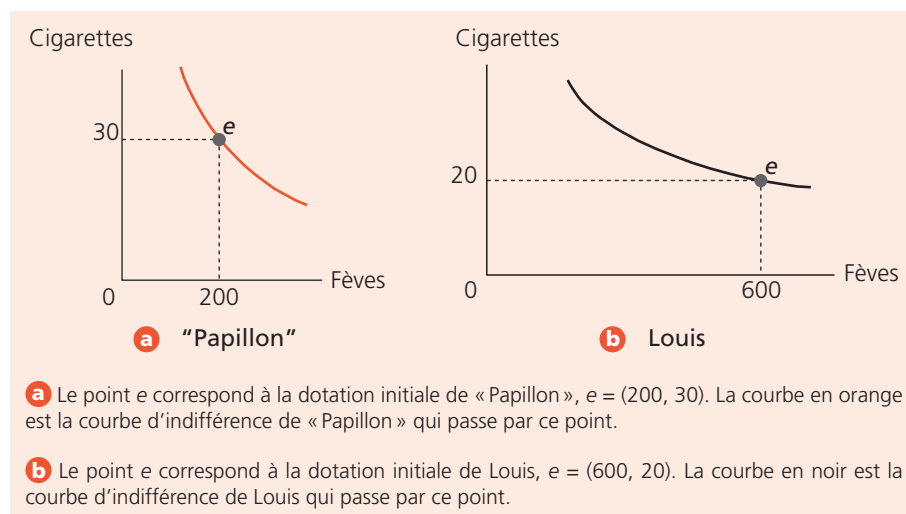 Cigarettes
30
e
0
200
Fèves
a "Papillon"
Cigarettes
20
e
0
600
Fèves
b Louis
a Le point e correspond à la dotation initiale de « Papillon », e = (200, 30). La courbe en orange
est la courbe d'indifférence de « Papillon » qui passe par ce point.
b Le point e correspond à la dotation initiale de Louis, e = (600, 20). La courbe en noir est la
courbe d'indifférence de Louis qui passe par ce point.